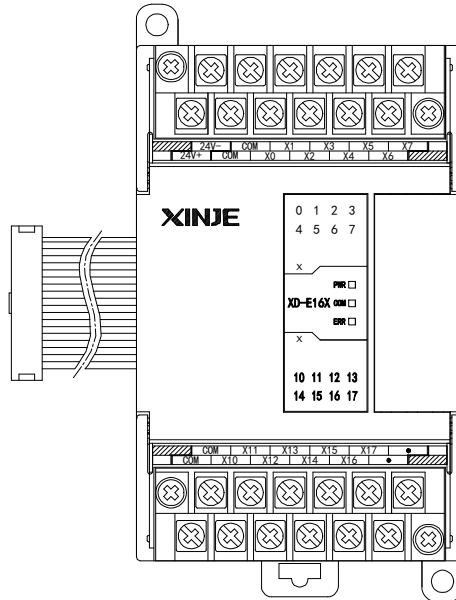 24V- COM X1 X3 X5 X7
24V+ COM X0 X2 X4 X6
XINJE
0 1 2 3
4 5 6 7
X
PWR
XD-E16X COM
ERR
X
10 11 12 13
14 15 16 17
COM X11 X13 X15 X17 •
COM X10 X12 X14 X16 •